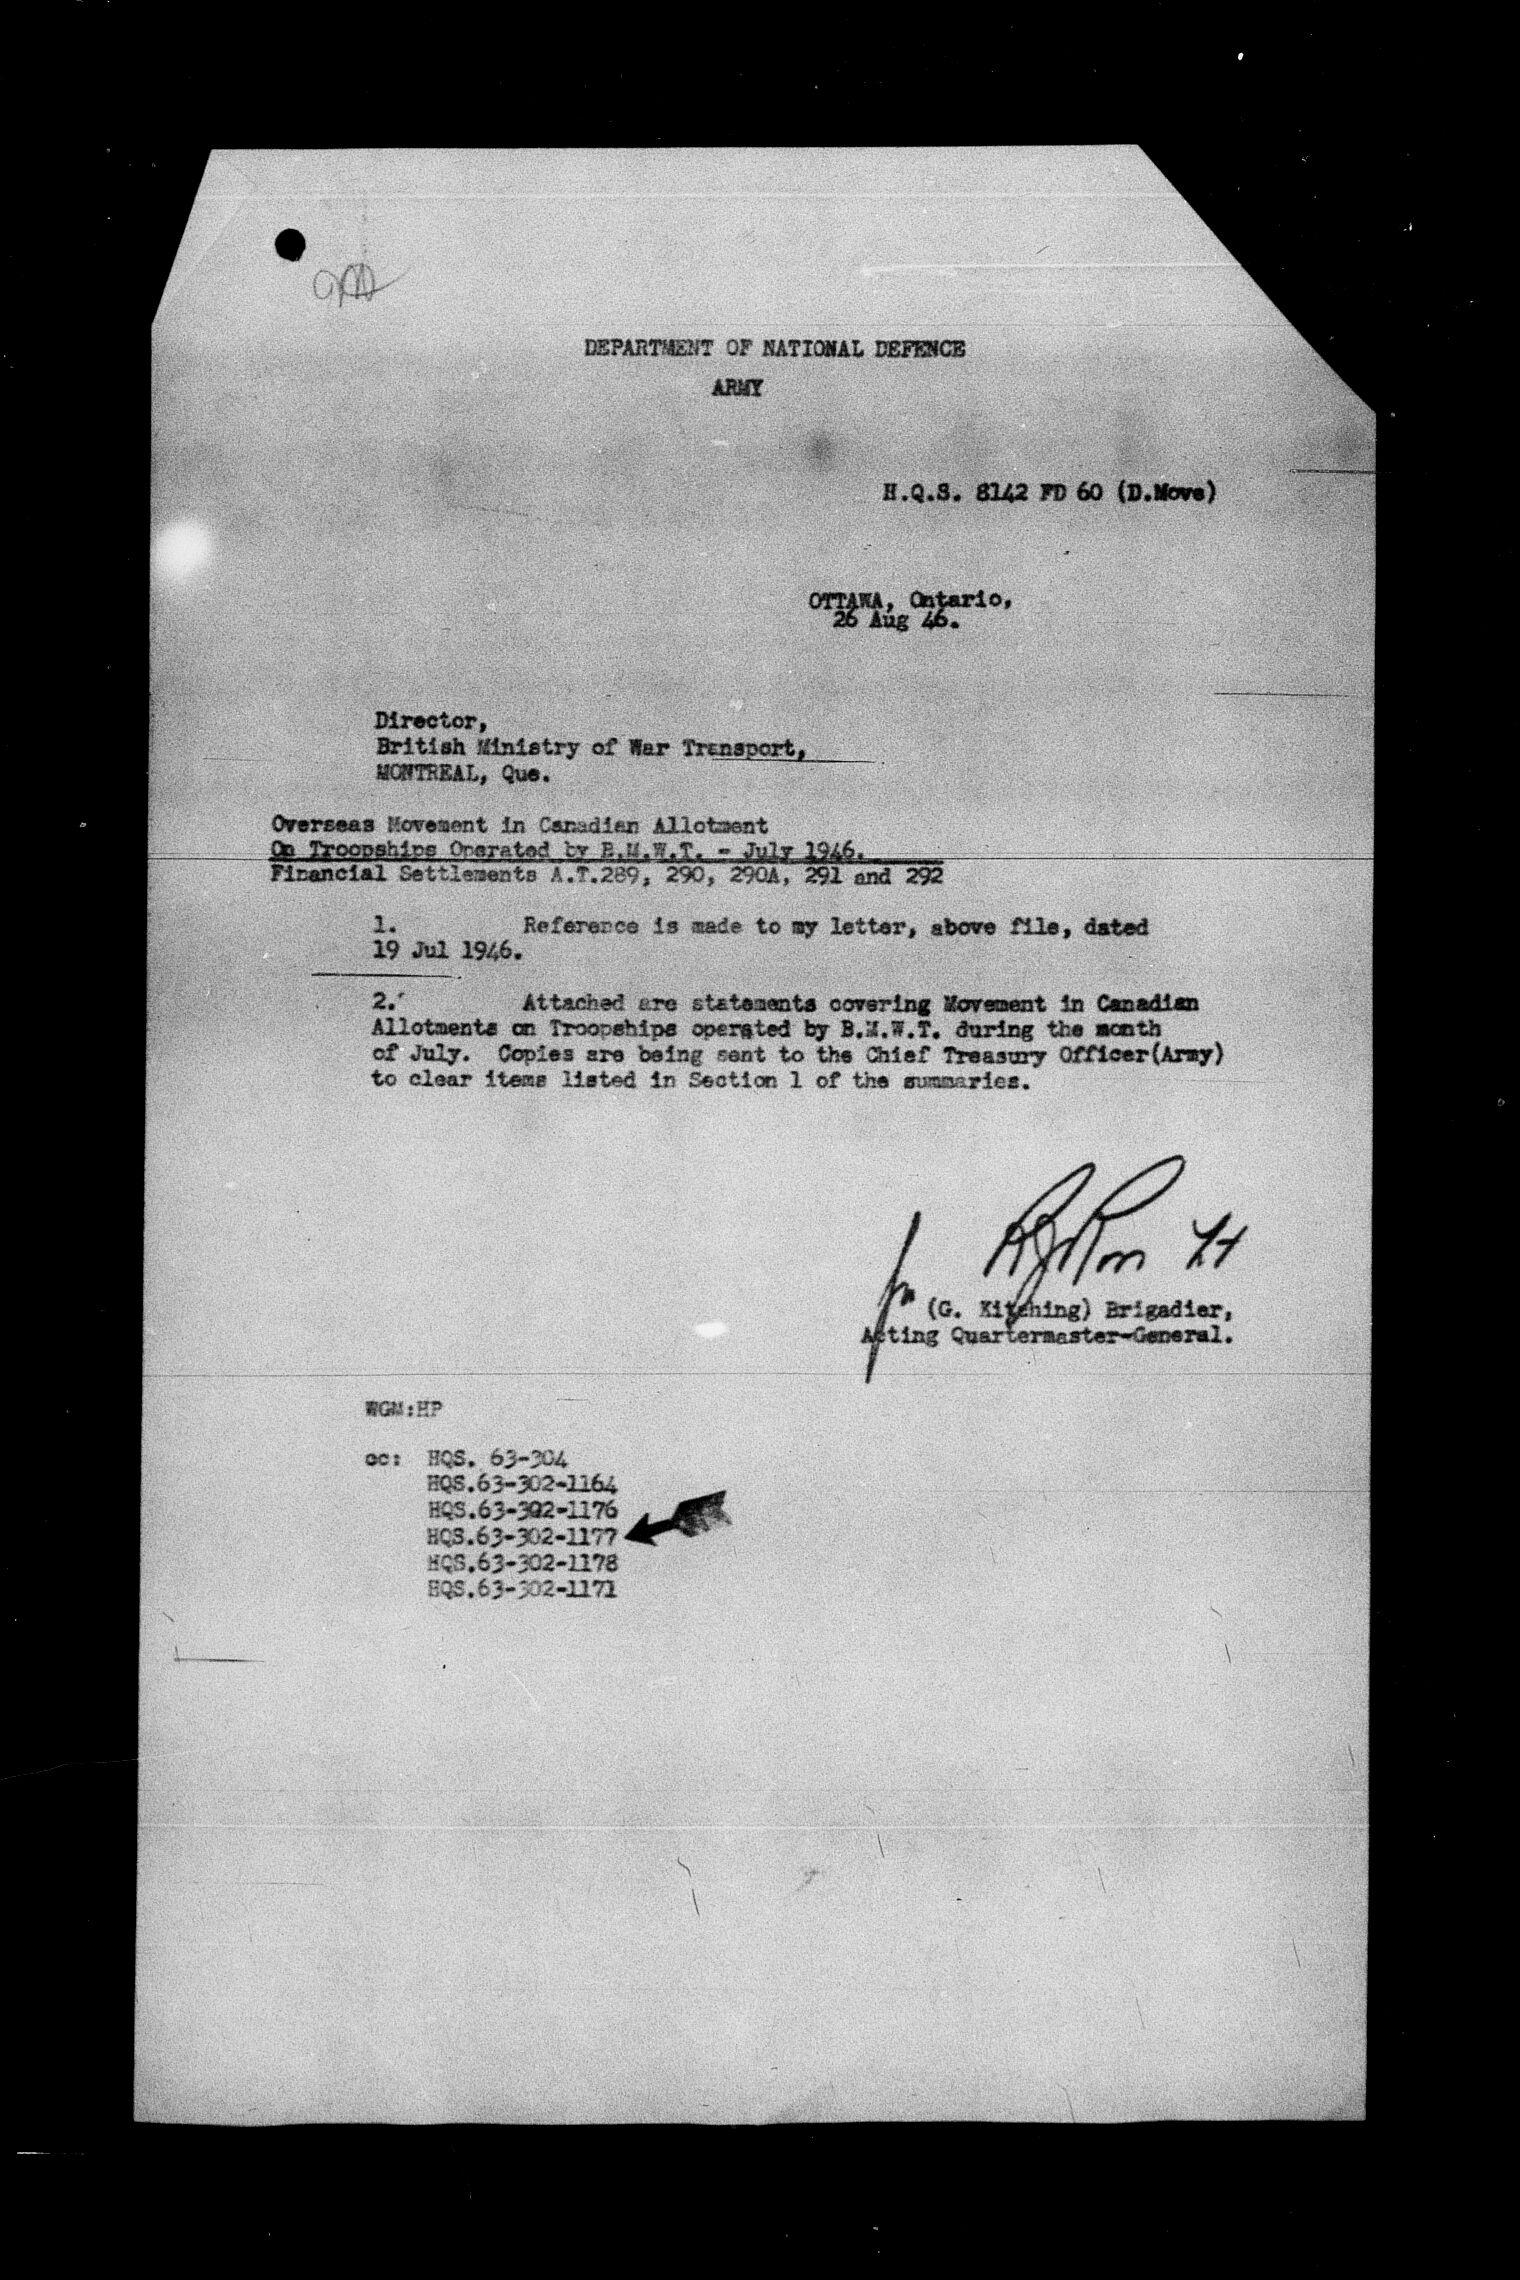 DEPARTMENT OF NATIONAL DEFENCE
ARMY
H.Q.S. 8142 FD 60 (D.Move)
OTTAWA, Ontario,
26 Aug 46.
Director,
British Ministry of War Transport,
MONTREAL, Que.
Overseas Movement in Canadian Allotment
On Troopships Operated by B.M.W.T. - July 1946.
Financial Settlements A.T.289, 290, 290A, 291 and 292
1. Reference is made to my letter, above file, dated
19 Jul 1946.
2. Attached are statements covering Movement in Canadian
Allotments on Troopships operated by B.M.W.T. during the month
of July. Copies are being sent to the Chief Treasury Officer(Army)
to clear items listed in Section 1 of the summaries.
for
(G. Kitching) Brigadier,
Acting Quartermaster-General.
WGM:HP
cc: HQS. 63-304
HQS.63-302-1164
HQS.63-302-1176
HQS.63-302-1177
HQS.63-302-1178
HQS.63-302-1171